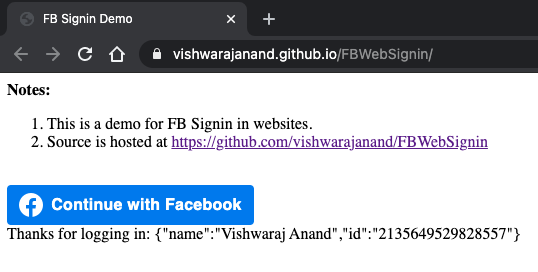 FB Signin Demo
vishwarajanand.github.io/FBWebSignin/
Notes:
1. This is a demo for FB Signin in websites.
2. Source is hosted at https://github.com/vishwarajanand/FBWebSignin
Continue with Facebook
Thanks for logging in: {"name":"Vishwaraj Anand","id":"2135649529828557"}